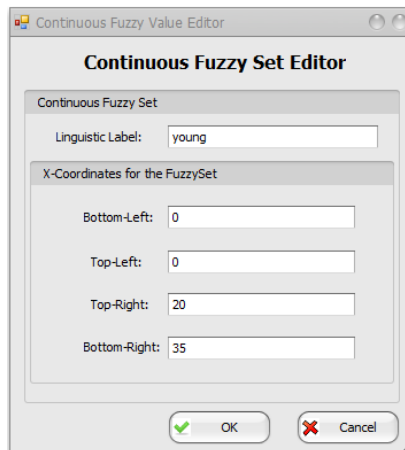 Continuous Fuzzy Value Editor
Continuous Fuzzy Set Editor
Continuous Fuzzy Set
Linguistic Label: young
X-Coordinates for the FuzzySet
Bottom-Left: 0
Top-Left: 0
Top-Right: 20
Bottom-Right: 35
OK Cancel